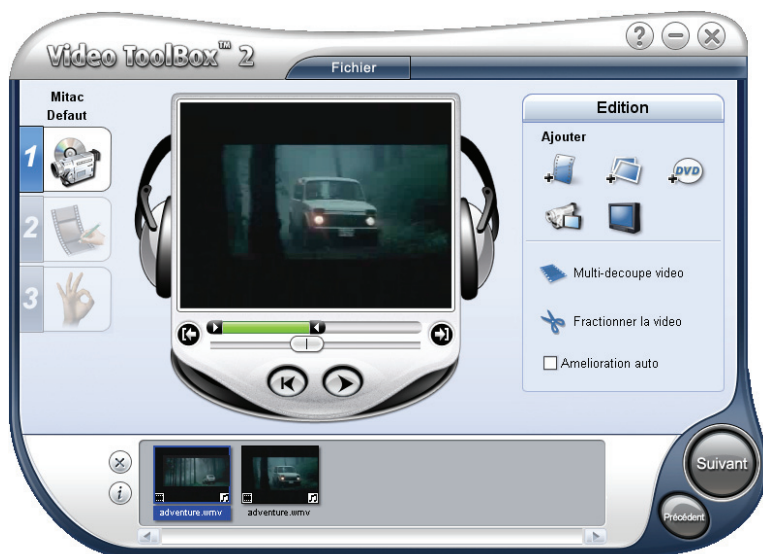 Video ToolBox™ 2
Fichier
?
Mitac
Defaut
1
2
3
Edition
Ajouter
DVD
Multi-decoupe video
Fractionner la video
Amelioration auto
i
adventure.wmv
adventure.wmv
Suivant
Précédent